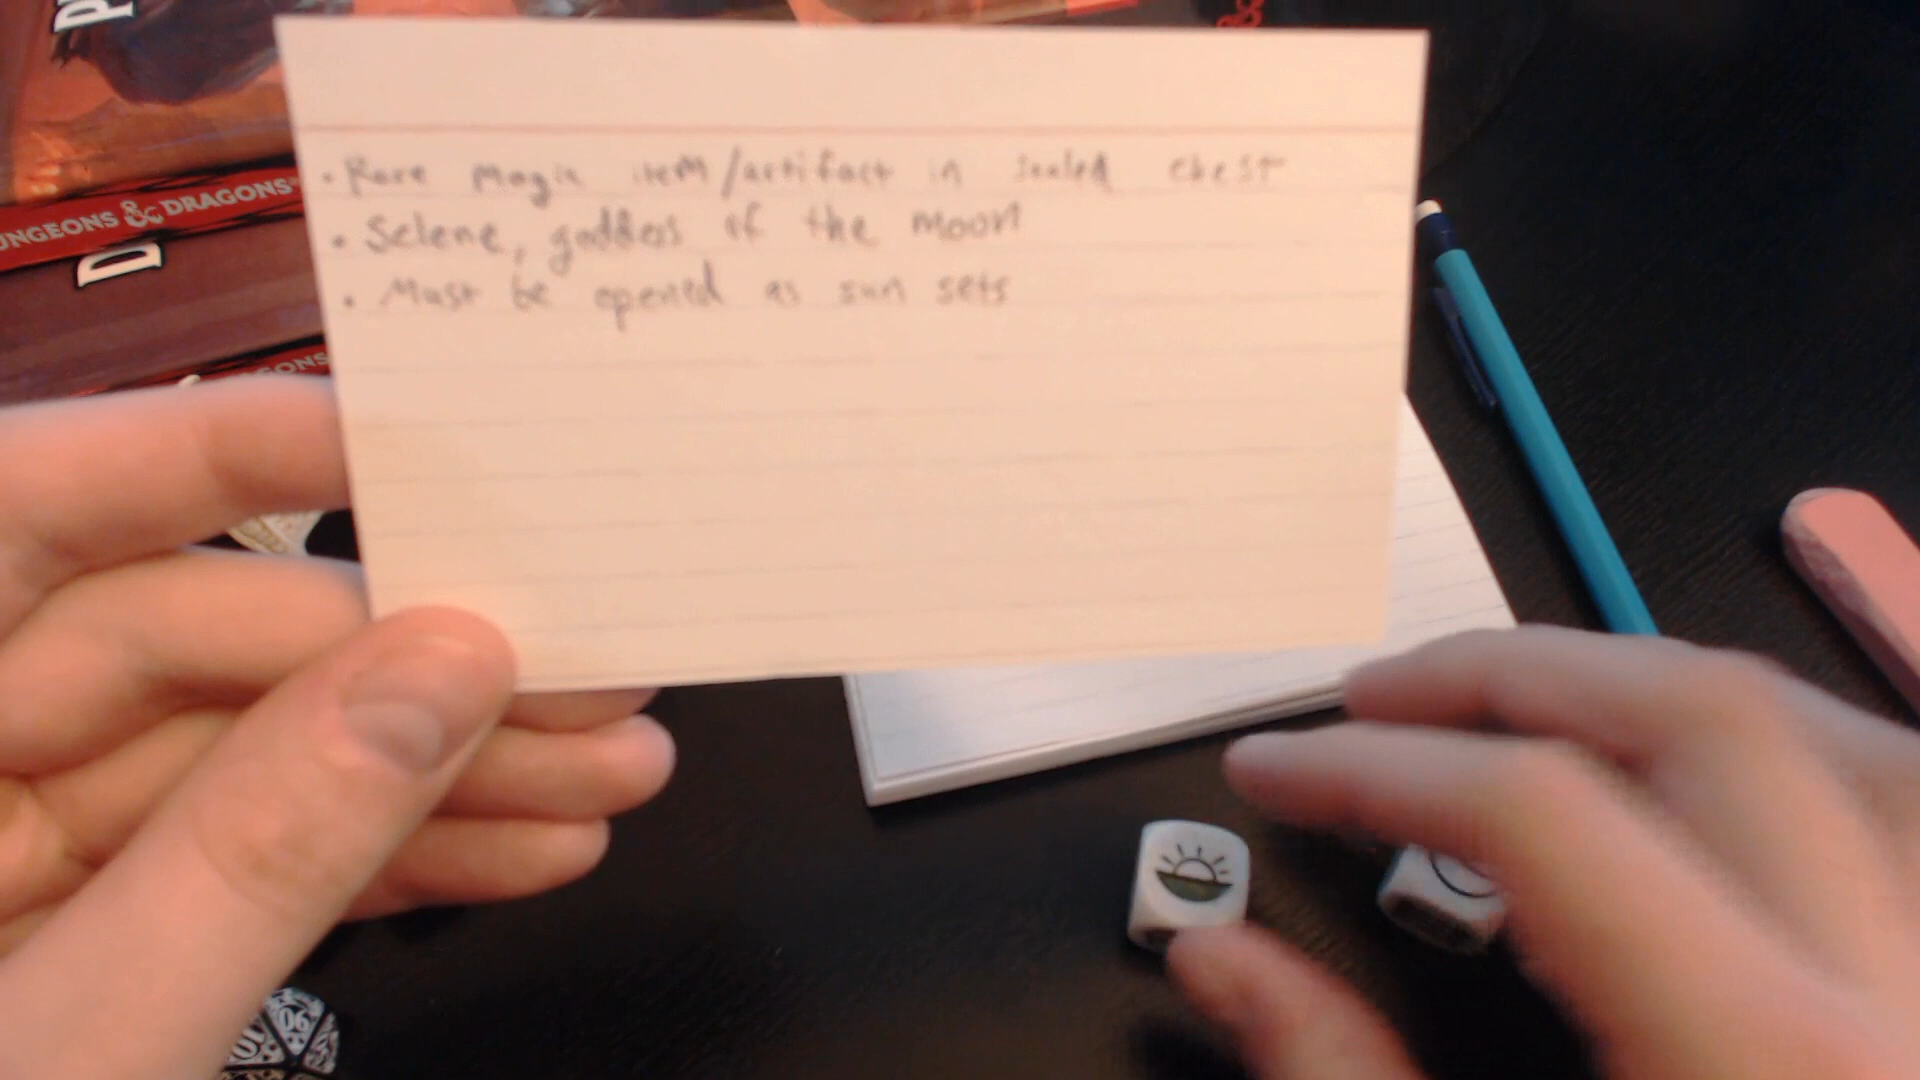 • Rare magic item/artifact in sealed chest
• Selene, goddess of the moon
• Must be opened as sun sets
DUNGEONS & DRAGONS
D
90